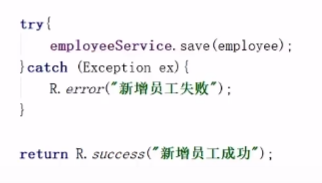 try{
    employeeService.save(employee);
}catch (Exception ex){
    R.error("新增员工失败");
}
return R.success("新增员工成功");